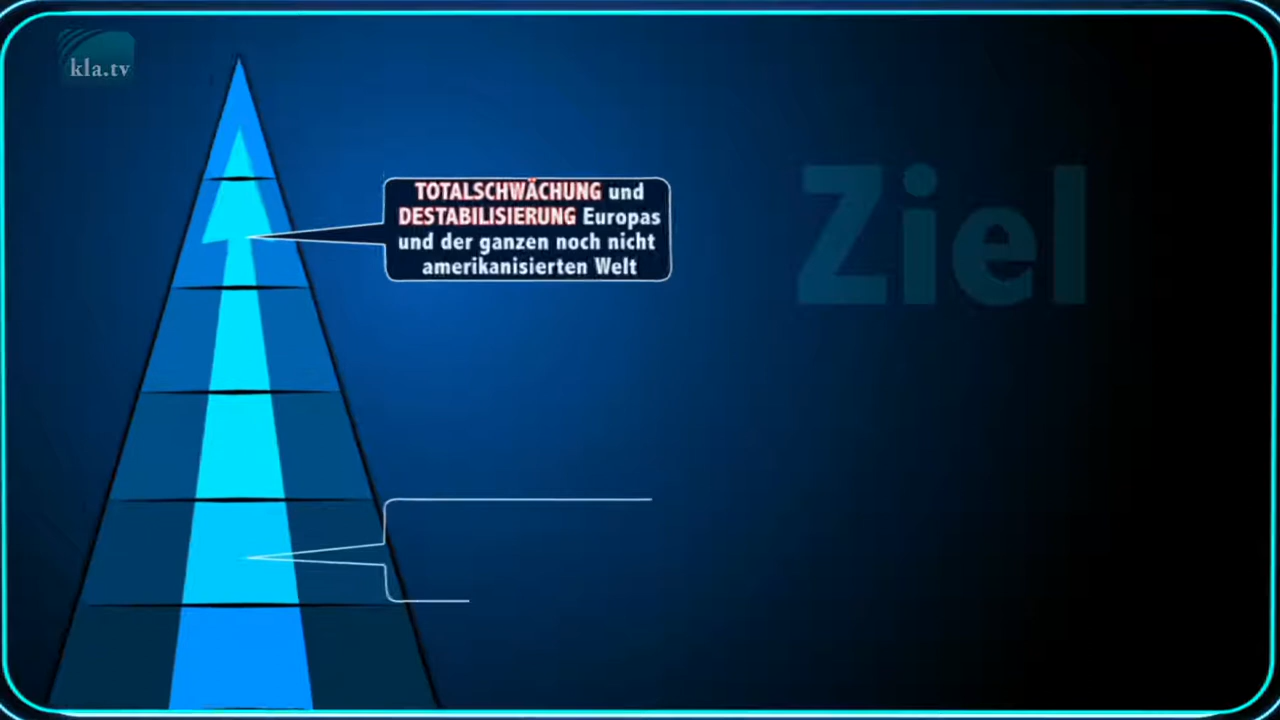 kla.tv
TOTALSCHWÄCHUNG und
DESTABILISIERUNG Europas
und der ganzen noch nicht
amerikanisierten Welt
Ziel